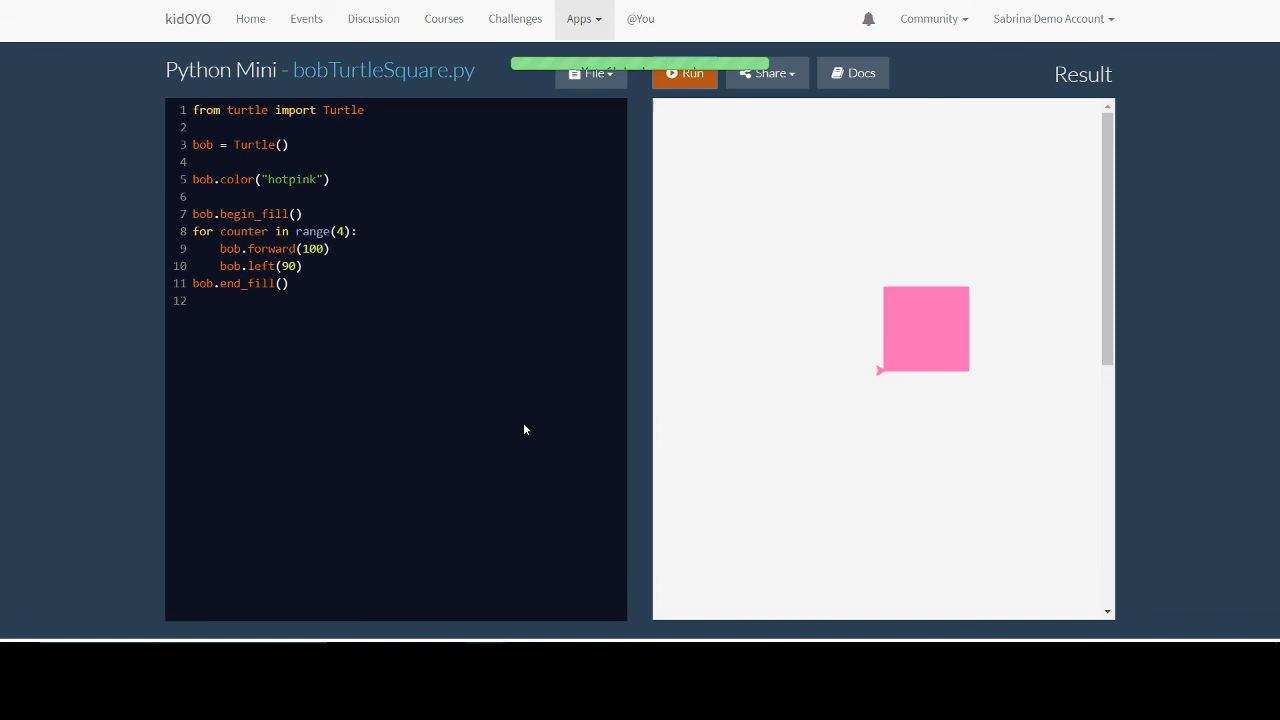 kidOYO Home Events Discussion Courses Challenges Apps @You Community Sabrina Demo Account
Python Mini - bobTurtleSquare.py File Run Share Docs Result
1 from turtle import Turtle
2
3 bob = Turtle()
4
5 bob.color("hotpink")
6
7 bob.begin_fill()
8 for counter in range(4):
9 bob.forward(100)
10 bob.left(90)
11 bob.end_fill()
12